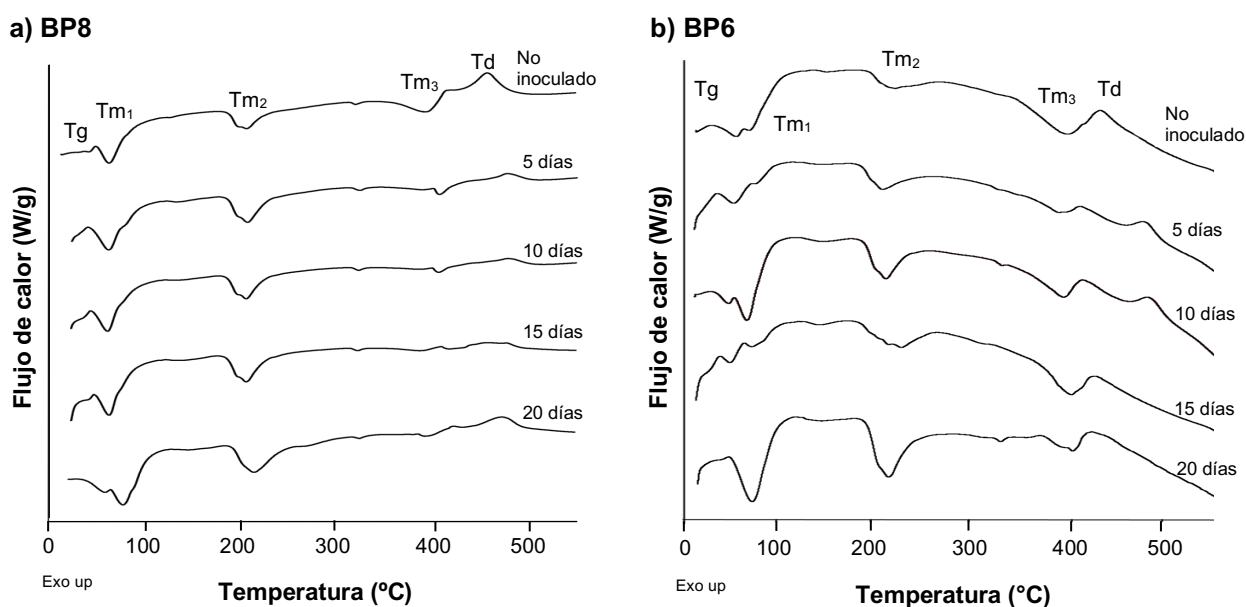 a) BP8
No
inoculado
Td
Tm3
Tm2
Tm1
Tg
5 días
10 días
15 días
20 días
Flujo de calor (W/g)
0 100 200 300 400 500
Exo up
Temperatura (ºC)
b) BP6
Tm2
Tg
Tm1
Tm3
Td
No
inoculado
5 días
10 días
15 días
20 días
Flujo de calor (W/g)
0 100 200 300 400 500
Exo up
Temperatura (°C)